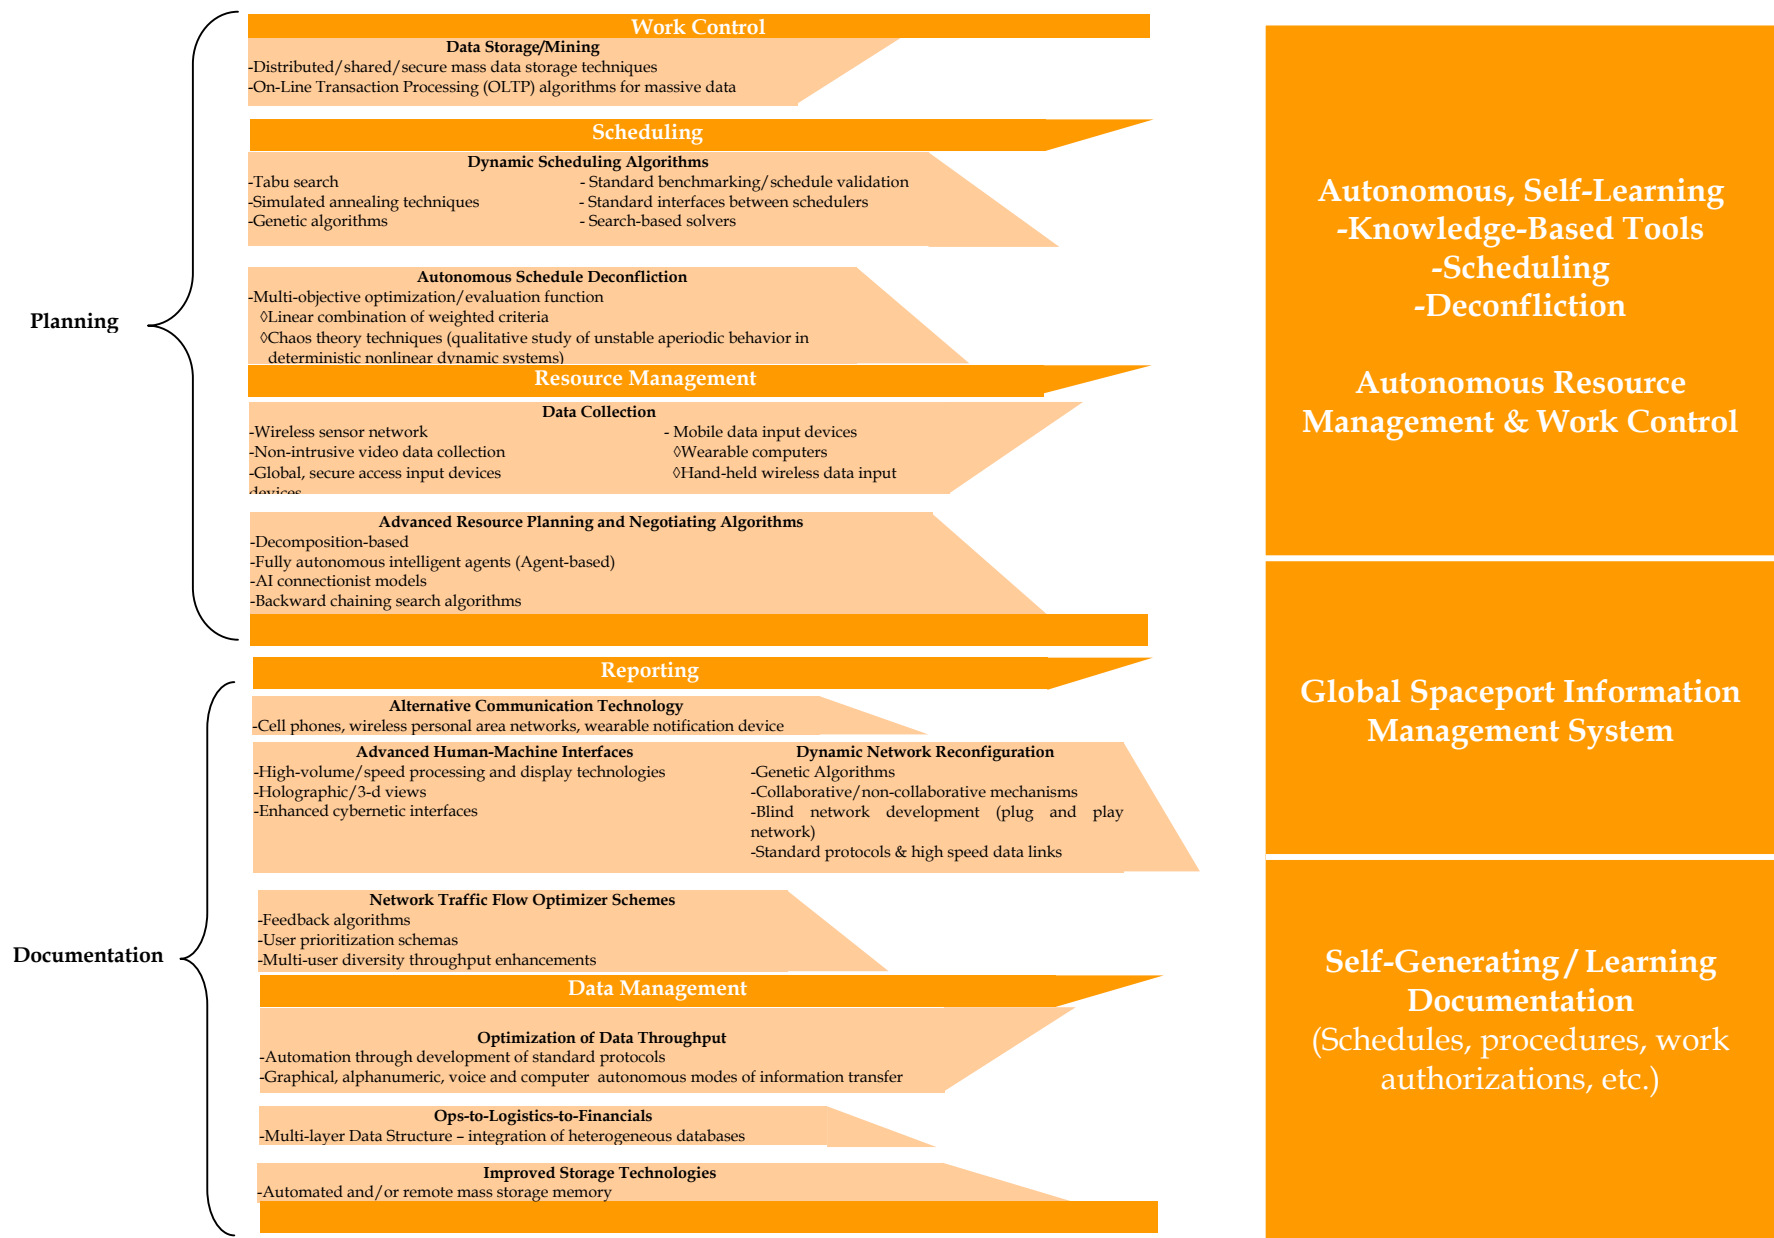 Work Control
Data Storage/Mining
-Distributed/shared/secure mass data storage techniques
-On-Line Transaction Processing (OLTP) algorithms for massive data
Scheduling
Dynamic Scheduling Algorithms
-Tabu search
-Simulated annealing techniques
-Genetic algorithms
- Standard benchmarking/schedule validation
- Standard interfaces between schedulers
- Search-based solvers
Autonomous Schedule Deconfliction
-Multi-objective optimization/evaluation function
◊Linear combination of weighted criteria
◊Chaos theory techniques (qualitative study of unstable aperiodic behavior in
deterministic nonlinear dynamic systems)
Planning
Resource Management
Data Collection
-Wireless sensor network
-Non-intrusive video data collection
-Global, secure access input devices
- Mobile data input devices
◊Wearable computers
◊Hand-held wireless data input
devices
Advanced Resource Planning and Negotiating Algorithms
-Decomposition-based
-Fully autonomous intelligent agents (Agent-based)
-AI connectionist models
-Backward chaining search algorithms
Reporting
Alternative Communication Technology
-Cell phones, wireless personal area networks, wearable notification device
Advanced Human-Machine Interfaces
-High-volume/speed processing and display technologies
-Holographic/3-d views
-Enhanced cybernetic interfaces
Dynamic Network Reconfiguration
-Genetic Algorithms
-Collaborative/non-collaborative mechanisms
-Blind network development (plug and play
network)
-Standard protocols & high speed data links
Network Traffic Flow Optimizer Schemes
-Feedback algorithms
-User prioritization schemas
-Multi-user diversity throughput enhancements
Documentation
Data Management
Optimization of Data Throughput
-Automation through development of standard protocols
-Graphical, alphanumeric, voice and computer autonomous modes of information transfer
Ops-to-Logistics-to-Financials
-Multi-layer Data Structure – integration of heterogeneous databases
Improved Storage Technologies
-Automated and/or remote mass storage memory
Autonomous, Self-Learning
-Knowledge-Based Tools
-Scheduling
-Deconfliction
Autonomous Resource
Management & Work Control
Global Spaceport Information
Management System
Self-Generating/Learning
Documentation
(Schedules, procedures, work
authorizations, etc.)